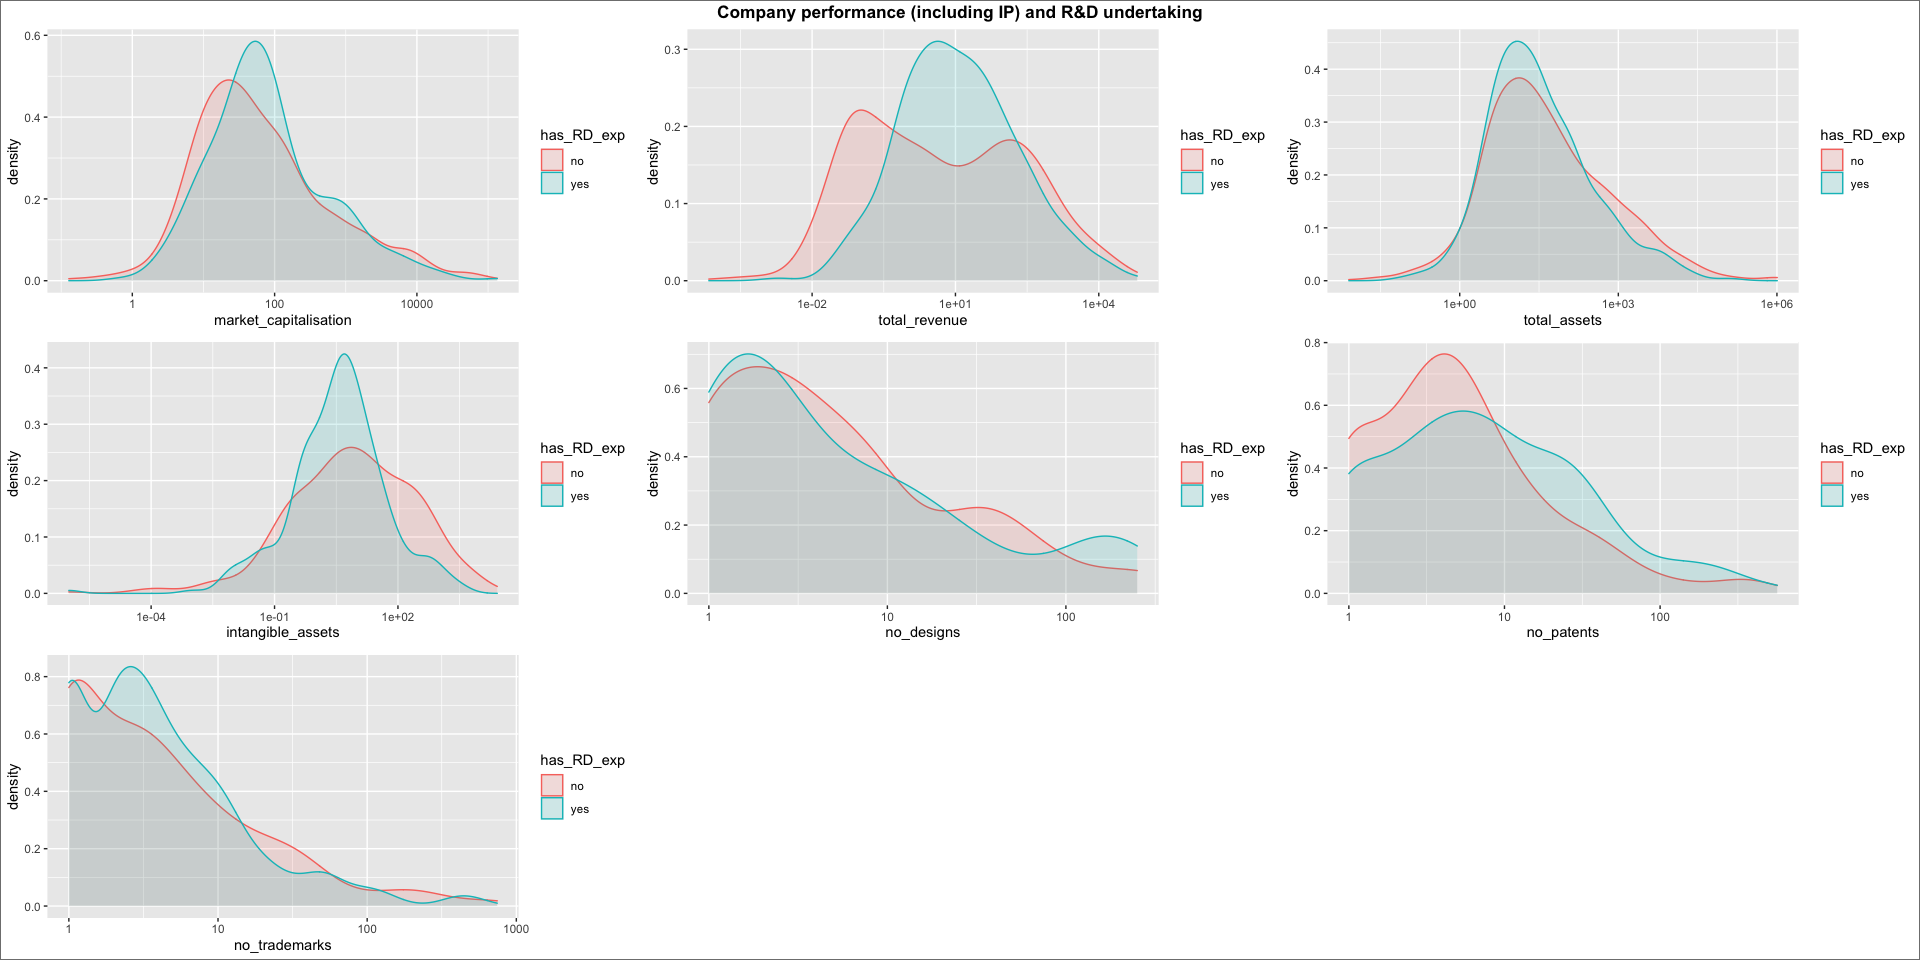 Company performance (including IP) and R&D undertaking
0.6
0.4
0.2
0.0
density
1 100 10000
market_capitalisation
has_RD_exp
no
yes
0.3
0.2
0.1
0.0
density
1e-02 1e+01 1e+04
total_revenue
has_RD_exp
no
yes
0.4
0.3
0.2
0.1
0.0
density
1e+00 1e+03 1e+06
total_assets
has_RD_exp
no
yes
0.4
0.3
0.2
0.1
0.0
density
1e-04 1e-01 1e+02
intangible_assets
has_RD_exp
no
yes
0.6
0.4
0.2
0.0
density
1 10 100
no_designs
has_RD_exp
no
yes
0.8
0.6
0.4
0.2
0.0
density
1 10 100
no_patents
has_RD_exp
no
yes
0.8
0.6
0.4
0.2
0.0
density
1 10 100 1000
no_trademarks
has_RD_exp
no
yes